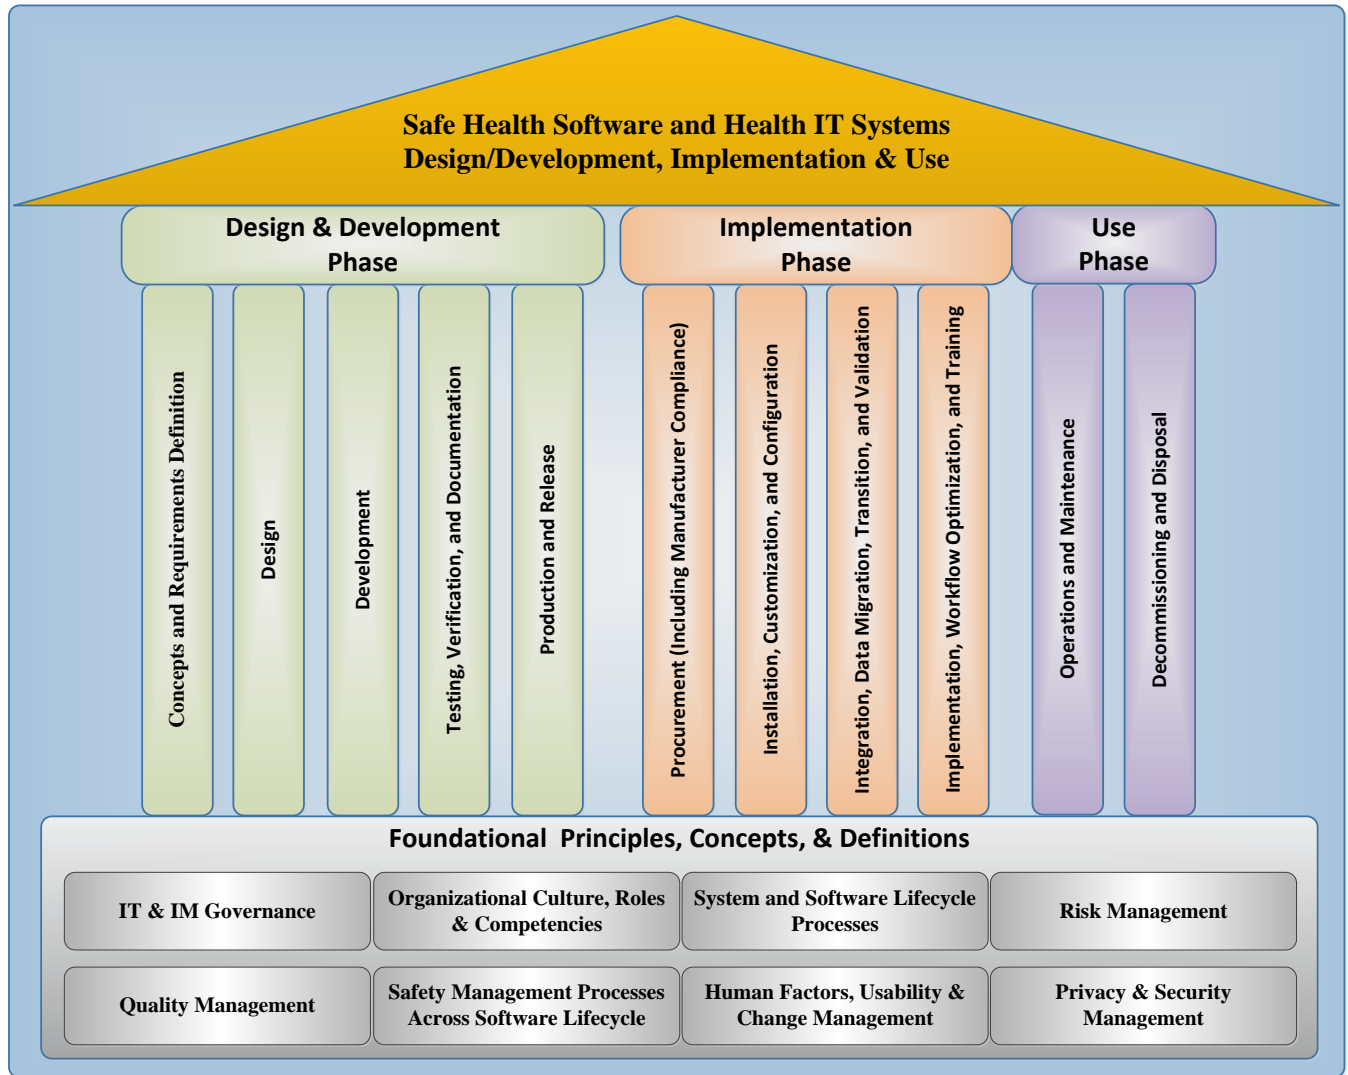 Safe Health Software and Health IT Systems
Design/Development, Implementation & Use
Design & Development
Phase
Implementation
Phase
Use
Phase
Concepts and Requirements Definition
Design
Development
Testing, Verification, and Documentation
Production and Release
Procurement (Including Manufacturer Compliance)
Installation, Customization, and Configuration
Integration, Data Migration, Transition, and Validation
Implementation, Workflow Optimization, and Training
Operations and Maintenance
Decommissioning and Disposal
Foundational Principles, Concepts, & Definitions
IT & IM Governance
Organizational Culture, Roles
& Competencies
System and Software Lifecycle
Processes
Risk Management
Quality Management
Safety Management Processes
Across Software Lifecycle
Human Factors, Usability &
Change Management
Privacy & Security
Management